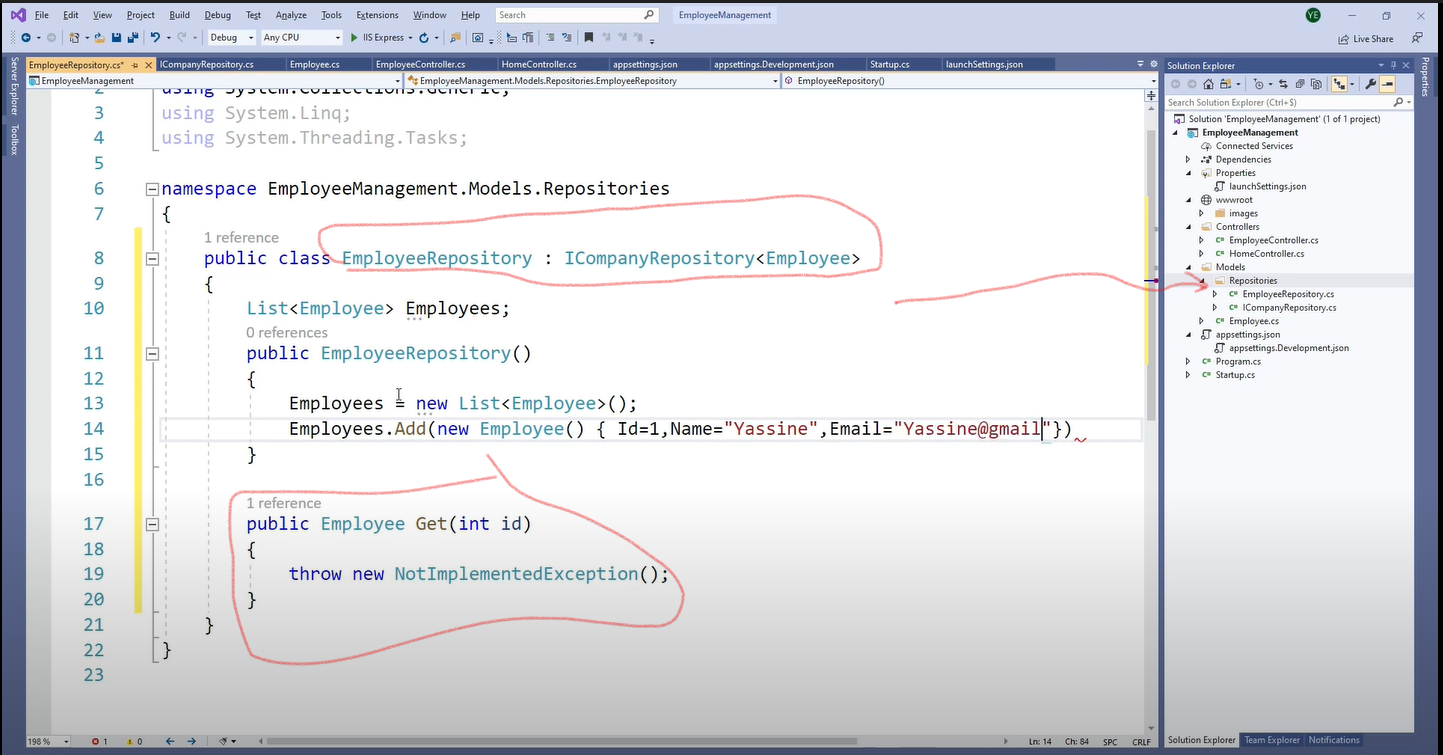 File Edit View Project Build Debug Test Analyze Tools Extensions Window Help Search EmployeeManagement YE
Debug Any CPU IIS Express Live Share
EmployeeRepository.cs* ICompanyRepository.cs Employee.cs EmployeeController.cs HomeController.cs appsettings.json appsettings.Development.json Startup.cs launchSettings.json
EmployeeManagement EmployeeManagement.Models.Repositories.EmployeeRepository EmployeeRepository()
Server Explorer
Toolbox
2 using System.Collections.Generic;
3 using System.Linq;
4 using System.Threading.Tasks;
5
6 namespace EmployeeManagement.Models.Repositories
7 {
1 reference
8 public class EmployeeRepository : ICompanyRepository<Employee>
9 {
10 List<Employee> Employees;
0 references
11 public EmployeeRepository()
12 {
13 Employees = new List<Employee>();
14 Employees.Add(new Employee() { Id=1,Name="Yassine",Email="Yassine@gmail"})
15 }
16
1 reference
17 public Employee Get(int id)
18 {
19 throw new NotImplementedException();
20 }
21 }
22 }
23
198 % 1 0 Ln: 14 Ch: 84 SPC CRLF
Solution Explorer
Search Solution Explorer (Ctrl+$)
Solution 'EmployeeManagement' (1 of 1 project)
EmployeeManagement
Connected Services
Dependencies
Properties
launchSettings.json
wwwroot
images
Controllers
EmployeeController.cs
HomeController.cs
Models
Repositories
EmployeeRepository.cs
ICompanyRepository.cs
Employee.cs
appsettings.json
appsettings.Development.json
Program.cs
Startup.cs
Solution Explorer Team Explorer Notifications
Properties